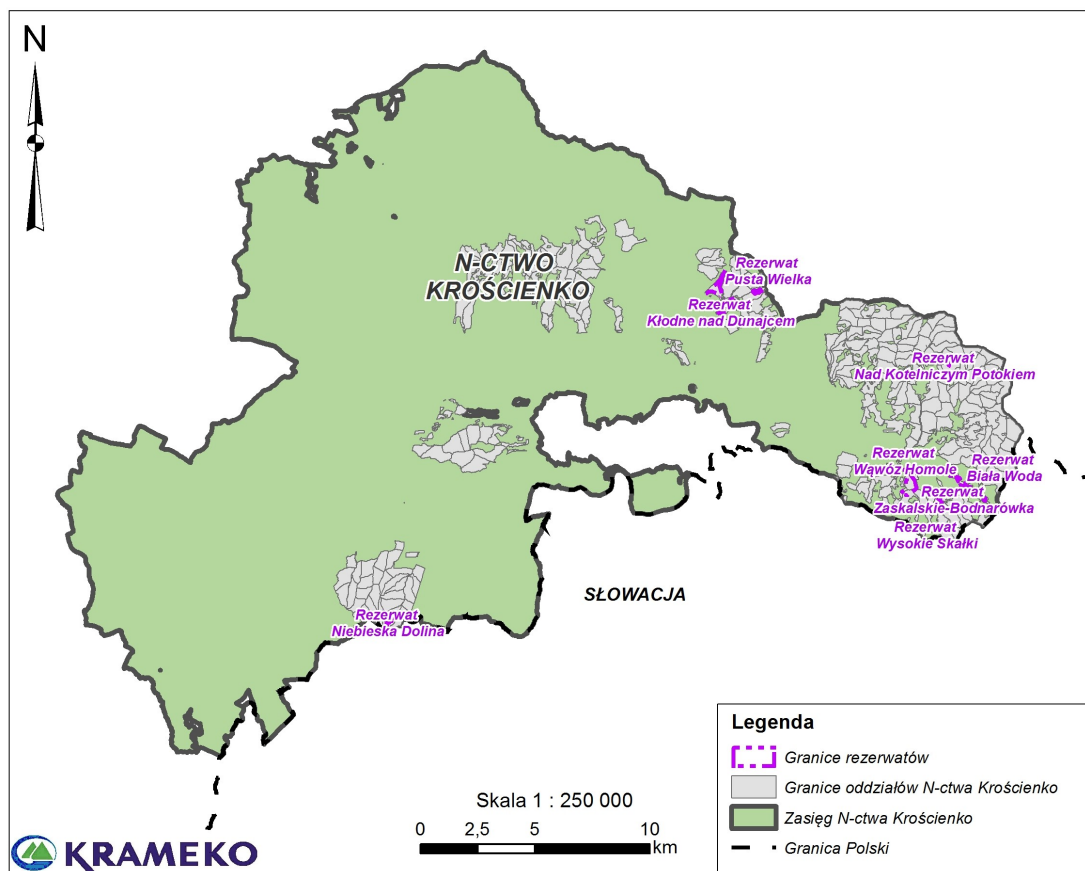 N
N-CTWO
KROŚCIENKO
Rezerwat
Pusta Wielka
Rezerwat
Kłodne nad Dunajcem
Rezerwat
Nad Kotelniczym Potokiem
Rezerwat
Wąwóz Homole
Rezerwat
Biała Woda
Rezerwat
Zaskalskie-Bodnarówka
Rezerwat
Wysokie Skałki
SŁOWACJA
Rezerwat
Niebieska Dolina
Legenda
Granice rezerwatów
Granice oddziałów N-ctwa Krościenko
Zasięg N-ctwa Krościenko
Granica Polski
Skala 1 : 250 000
0 2,5 5 10
km
KRAMEKO